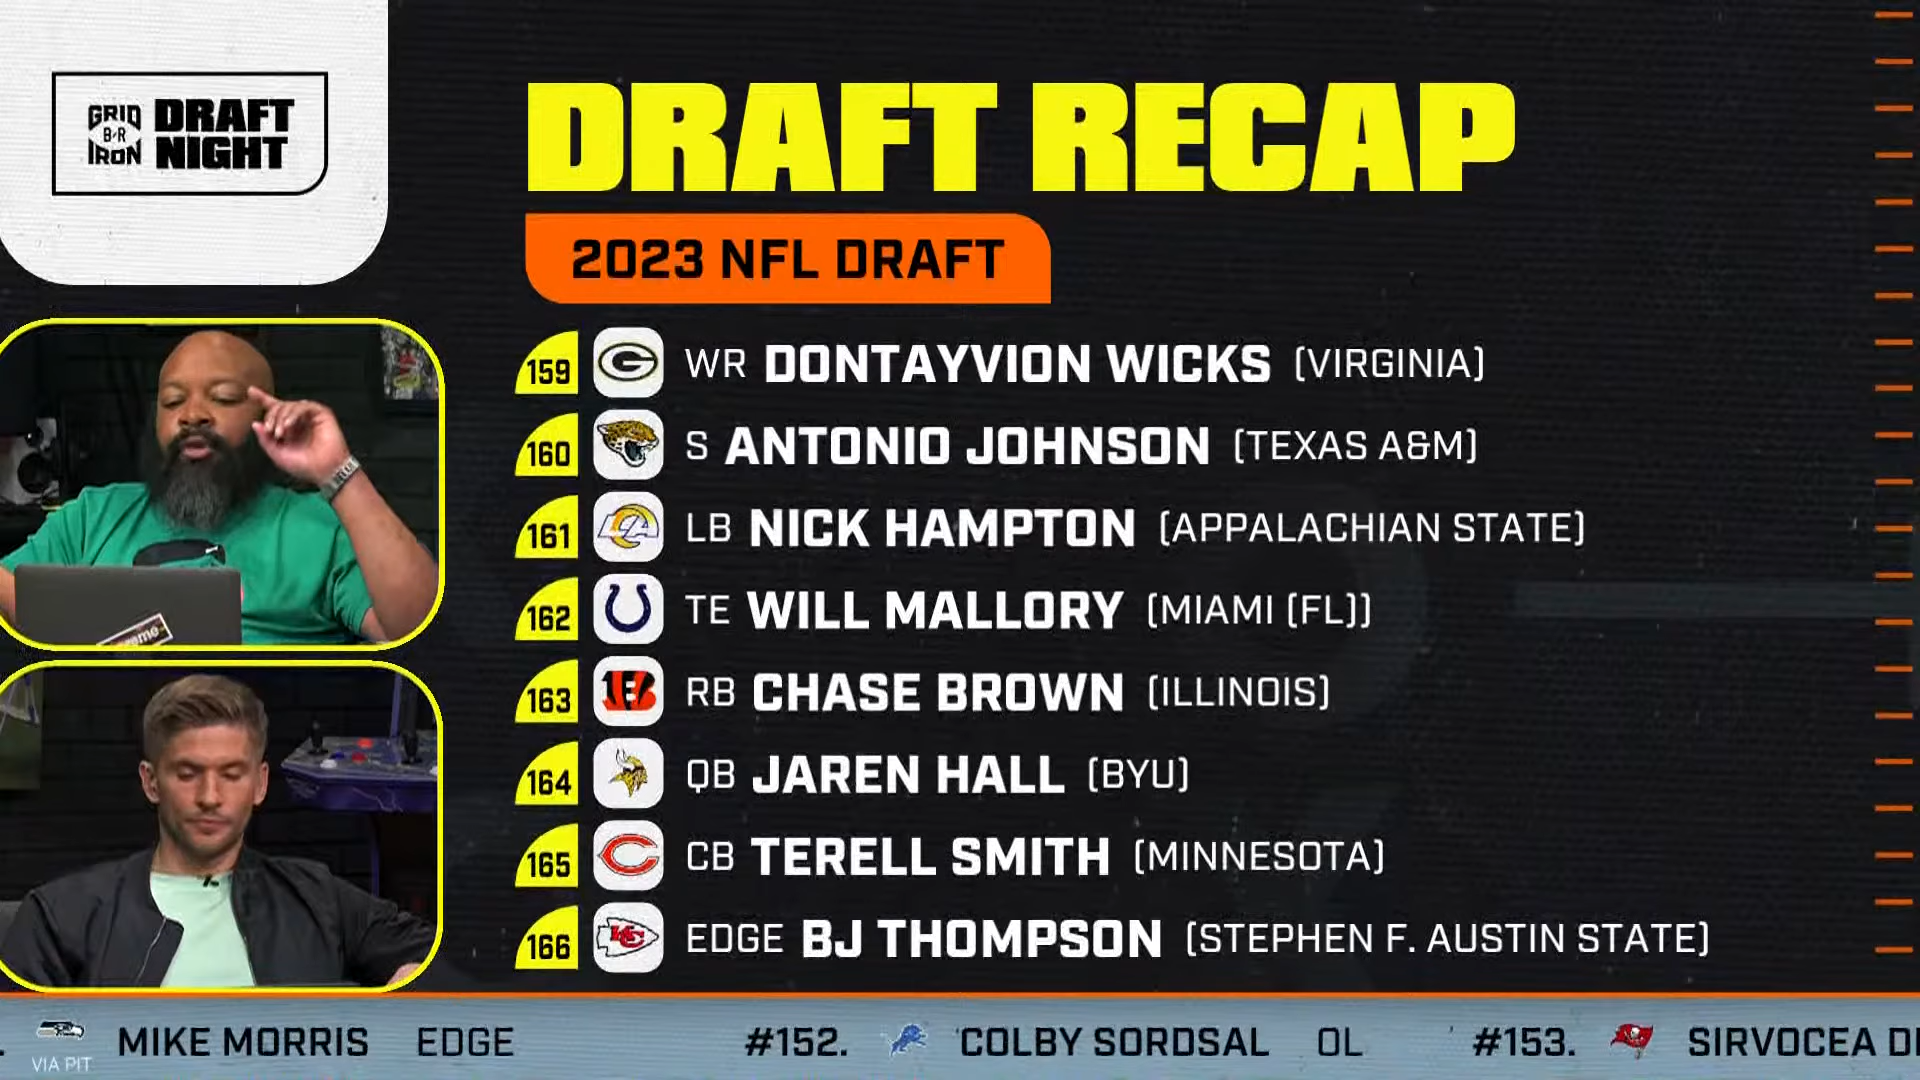 GRID
B·R
IRON
DRAFT
NIGHT
DRAFT RECAP
2023 NFL DRAFT
159 G WR DONTAYVION WICKS (VIRGINIA)
160 S ANTONIO JOHNSON (TEXAS A&M)
161 LA LB NICK HAMPTON (APPALACHIAN STATE)
162 TE WILL MALLORY (MIAMI (FL))
163 RB CHASE BROWN (ILLINOIS)
164 QB JAREN HALL (BYU)
165 C CB TERELL SMITH (MINNESOTA)
166 KC EDGE BJ THOMPSON (STEPHEN F. AUSTIN STATE)
MIKE MORRIS EDGE #152. COLBY SORDSAL OL #153. SIRVOCEA
VIA PIT